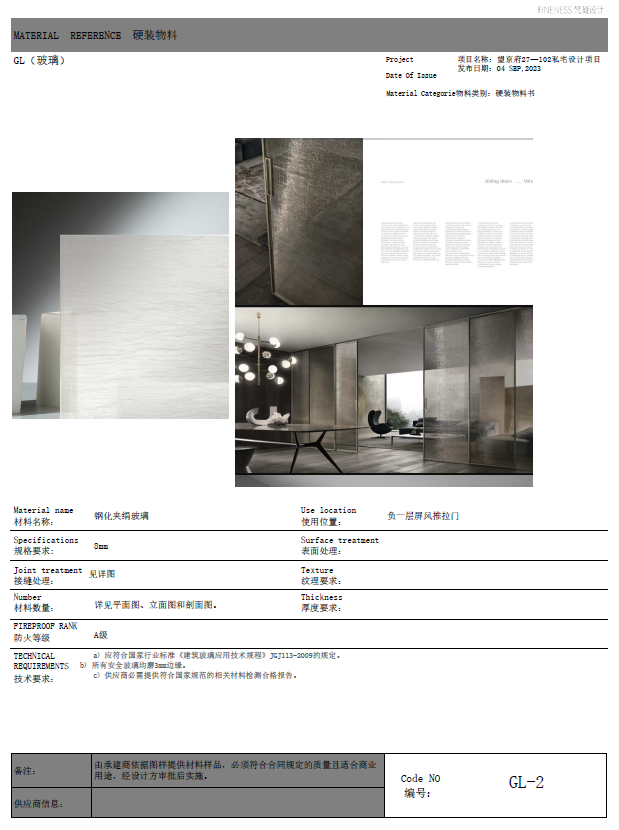 FINENESS梵凝设计
MATERIAL REFERENCE 硬装物料
GL（玻璃）
Project 项目名称：望京府27--102私宅设计项目
Date Of Issue 发布日期：04 SEP,2023
Material Categorie物料类别：硬装物料书
sliding doors
Material name 材料名称： 钢化夹绢玻璃
Use location 使用位置： 负一层屏风推拉门
Specifications 规格要求： 8mm
Surface treatment 表面处理：
Joint treatment 接缝处理： 见详图
Texture 纹理要求：
Number 材料数量： 详见平面图、立面图和剖面图。
Thickness 厚度要求：
FIREPROOF RANK 防火等级 A级
TECHNICAL REQUIREMENTS 技术要求：
a）应符合国家行业标准《建筑玻璃应用技术规程》JGJ113-2009的规定。
b）所有安全玻璃均磨3mm边缘。
c）供应商必需提供符合国家规范的相关材料检测合格报告。
备注： 由承建商依据图样提供材料样品，必须符合合同规定的质量且适合商业
用途，经设计方审批后实施。
Code NO 编号： GL-2
供应商信息：